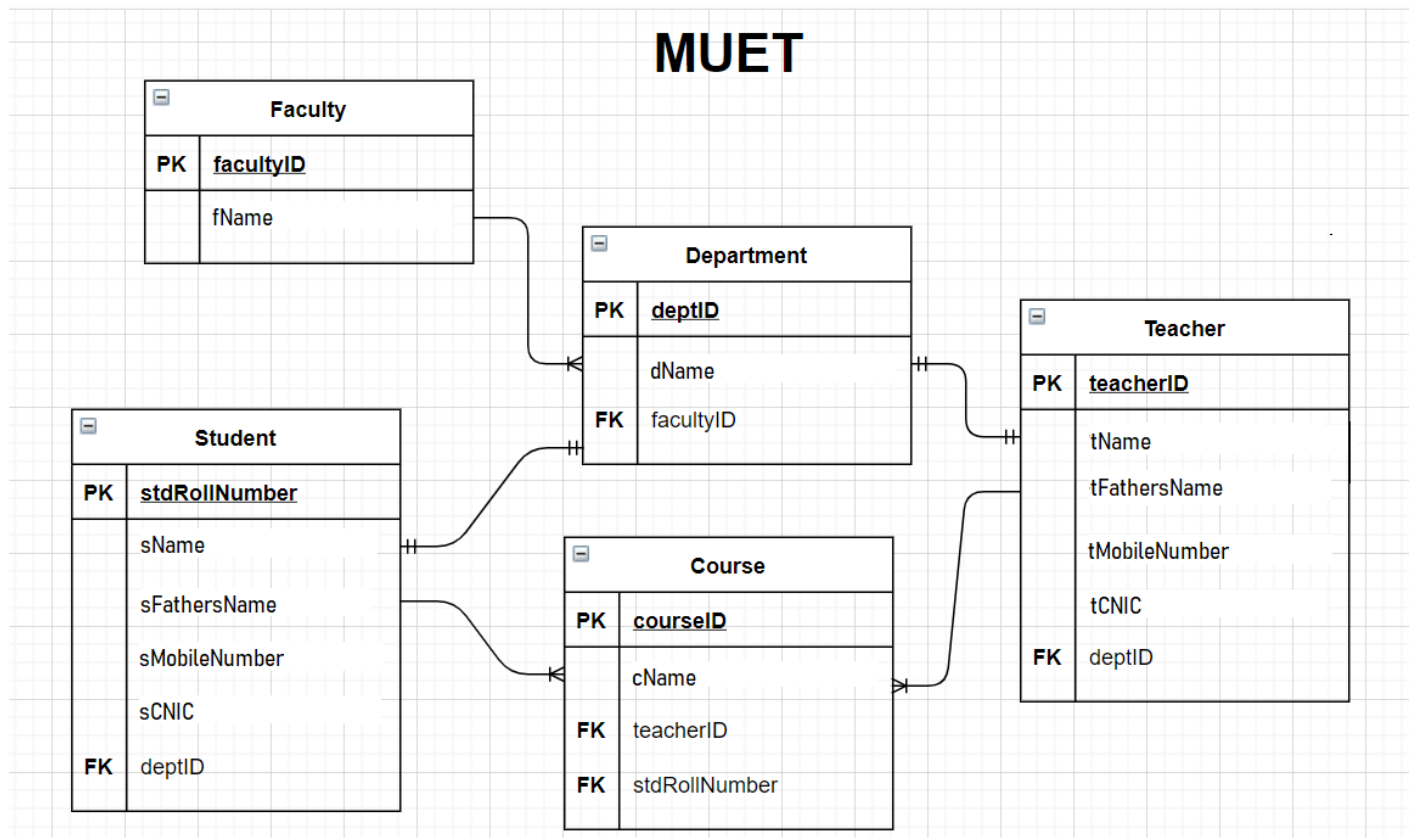 MUET
Faculty
PK facultyID
fName
Department
PK deptID
dName
FK facultyID
Teacher
PK teacherID
tName
tFathersName
tMobileNumber
tCNIC
FK deptID
Student
PK stdRollNumber
sName
sFathersName
sMobileNumber
sCNIC
FK deptID
Course
PK courseID
cName
FK teacherID
FK stdRollNumber